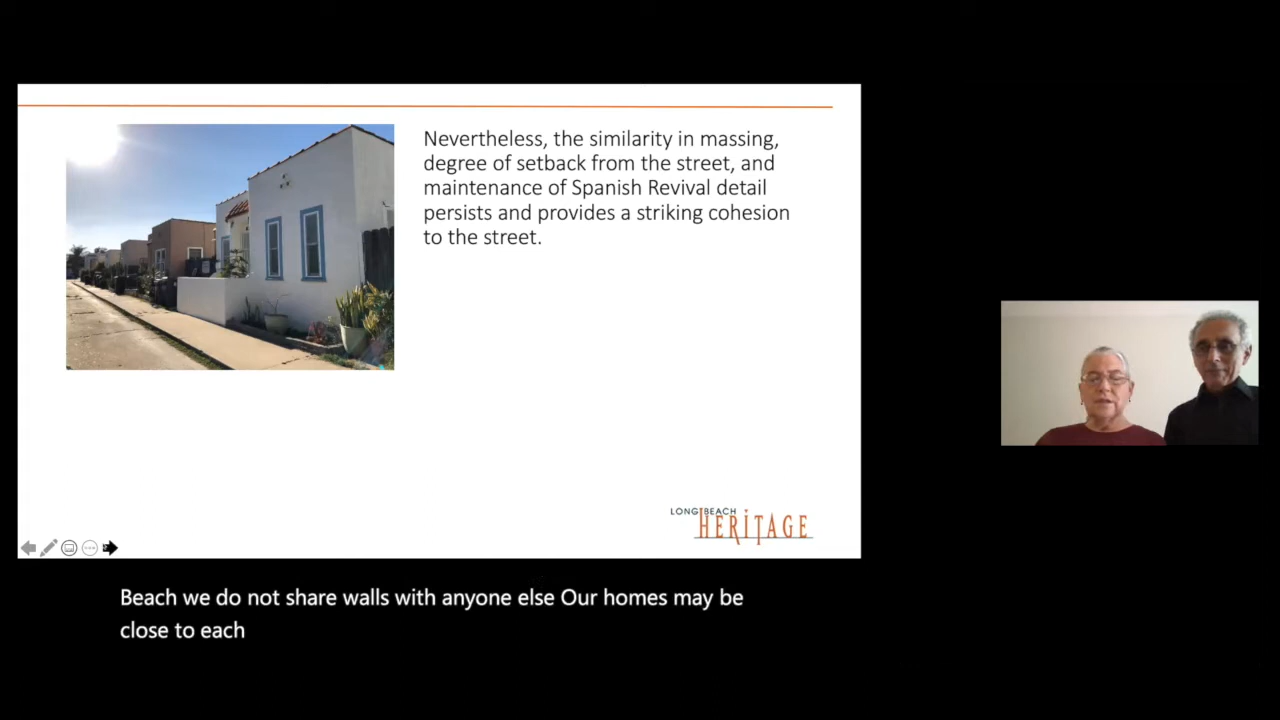 Nevertheless, the similarity in massing,
degree of setback from the street, and
maintenance of Spanish Revival detail
persists and provides a striking cohesion
to the street.
LONG BEACH
HERITAGE
Beach we do not share walls with anyone else Our homes may be
close to each